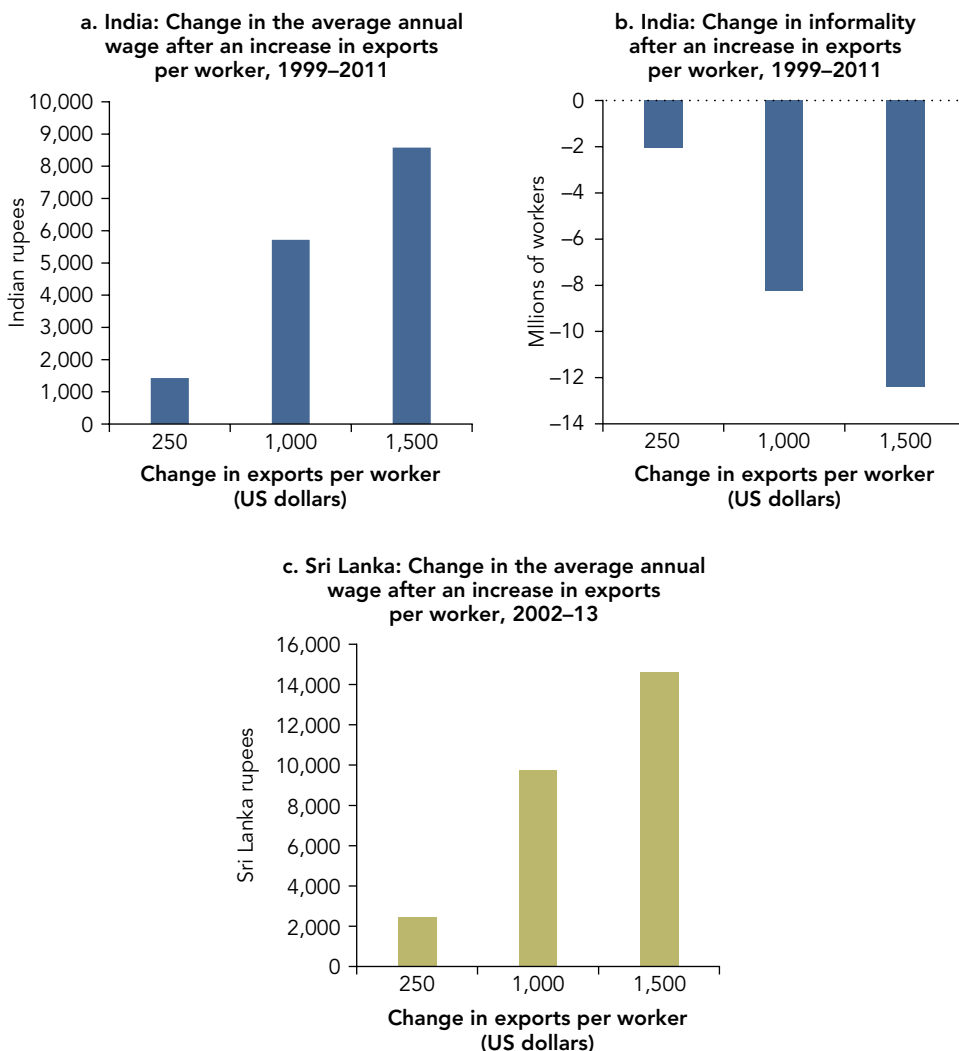 a. India: Change in the average annual
wage after an increase in exports
per worker, 1999–2011
10,000
9,000
8,000
7,000
6,000
5,000
4,000
3,000
2,000
1,000
0
Indian rupees
250
1,000
1,500
Change in exports per worker
(US dollars)
b. India: Change in informality
after an increase in exports
per worker, 1999–2011
0
–2
–4
–6
–8
–10
–12
–14
Mllions of workers
250
1,000
1,500
Change in exports per worker
(US dollars)
c. Sri Lanka: Change in the average annual
wage after an increase in exports
per worker, 2002–13
16,000
14,000
12,000
10,000
8,000
6,000
4,000
2,000
0
Sri Lanka rupees
250
1,000
1,500
Change in exports per worker
(US dollars)